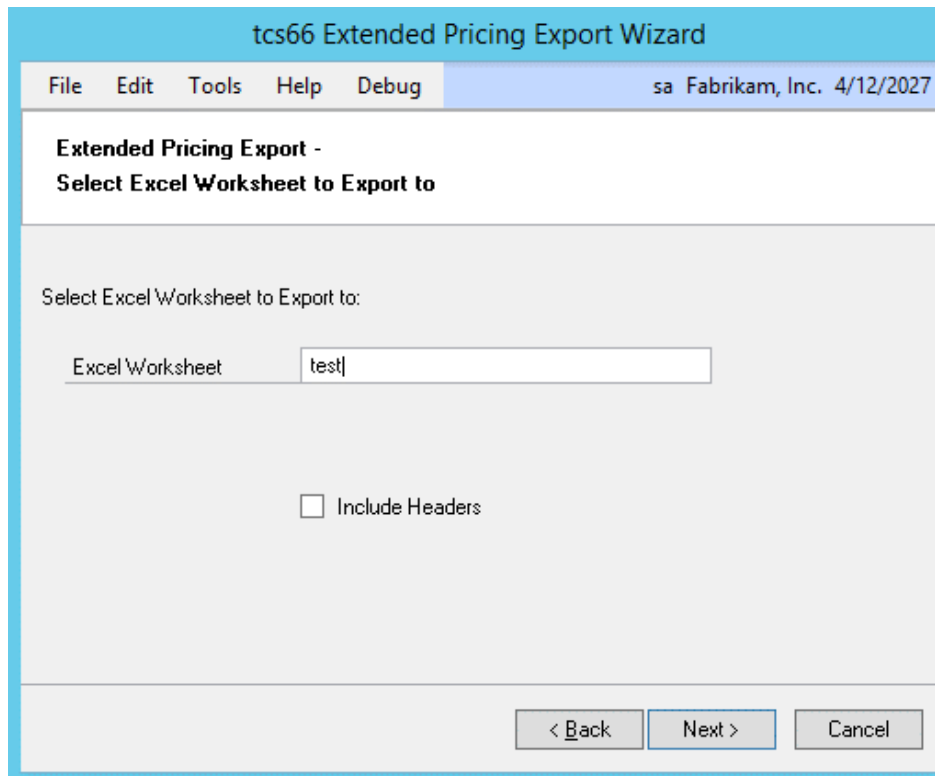 tcs66 Extended Pricing Export Wizard
File Edit Tools Help Debug sa Fabrikam, Inc. 4/12/2027
Extended Pricing Export -
Select Excel Worksheet to Export to
Select Excel Worksheet to Export to:
Excel Worksheet test
Include Headers
< Back Next > Cancel